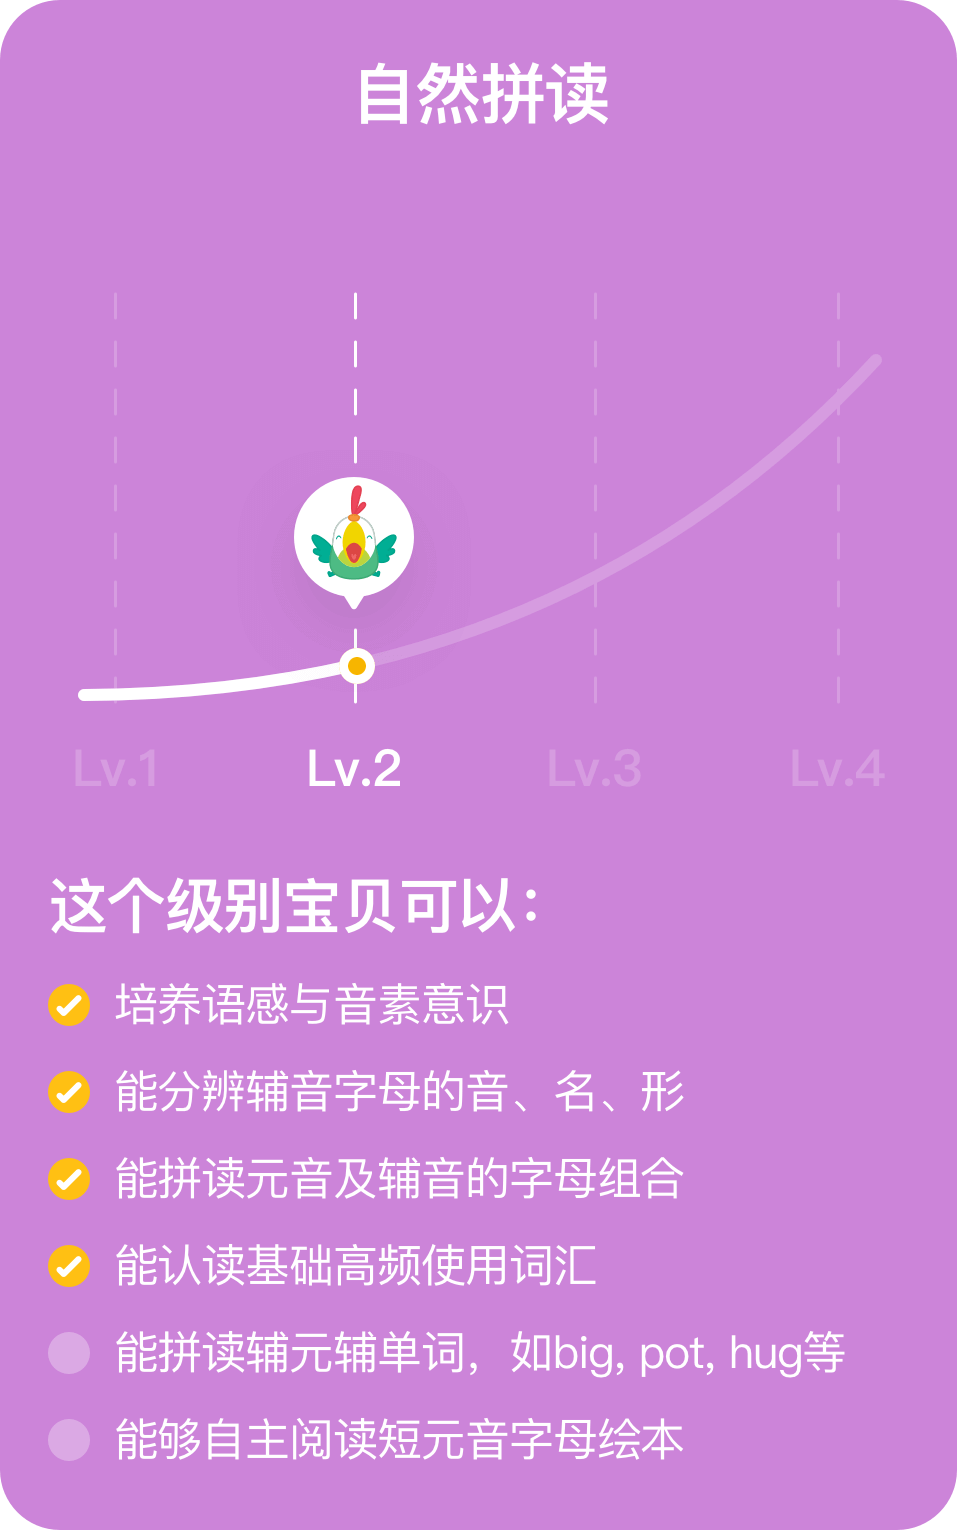 自然拼读
Lv.1 Lv.2 Lv.3 Lv.4
这个级别宝贝可以：
培养语感与音素意识
能分辨辅音字母的音、名、形
能拼读元音及辅音的字母组合
能认读基础高频使用词汇
能拼读辅元辅单词，如big, pot, hug等
能够自主阅读短元音字母绘本